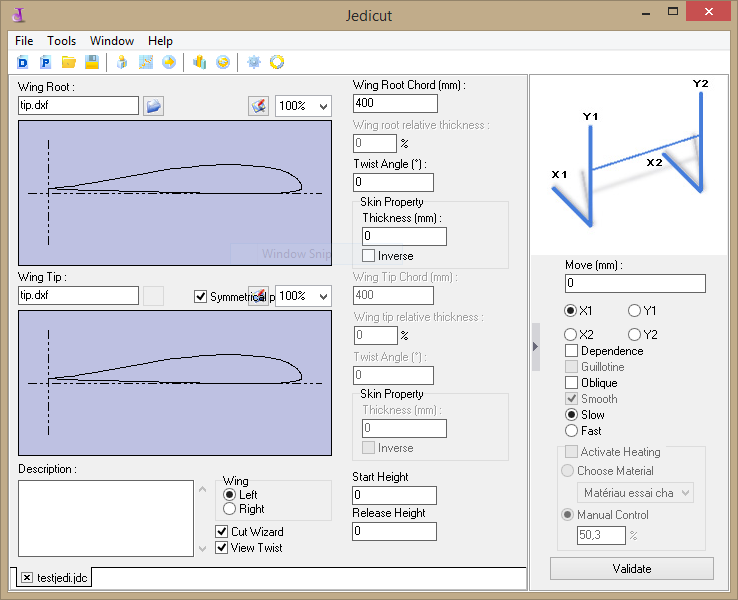 Jedicut
File Tools Window Help
Wing Root :
tip.dxf
100%
Wing Root Chord (mm) :
400
Wing root relative thickness :
0 %
Twist Angle (°) :
0
Skin Property
Thickness (mm) :
0
Inverse
Window Snip
Wing Tip :
tip.dxf
Symmetrical p
100%
Wing Tip Chord (mm) :
400
Wing tip relative thickness :
0 %
Twist Angle (°) :
0
Skin Property
Thickness (mm) :
0
Inverse
Description :
Wing
Left
Right
Cut Wizard
View Twist
Start Height
0
Release Height
0
testjedi.jdc
Y2
Y1
X2
X1
Move (mm) :
0
X1 Y1
X2 Y2
Dependence
Guillotine
Oblique
Smooth
Slow
Fast
Activate Heating
Choose Material
Matériau essai cha
Manual Control
50,3 %
Validate